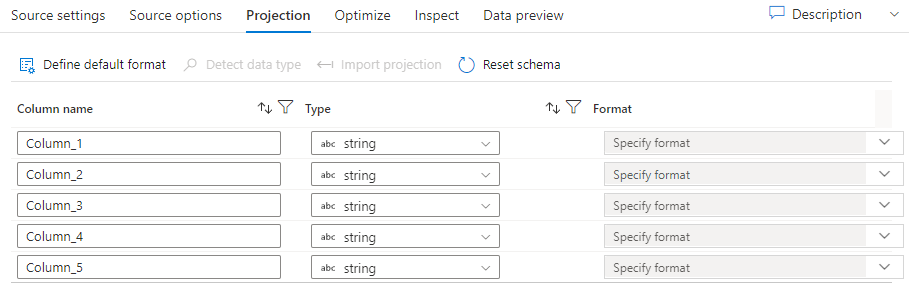 Source settings Source options Projection Optimize Inspect Data preview Description
Define default format Detect data type Import projection Reset schema
Column name Type Format
Column_1 abc string Specify format
Column_2 abc string Specify format
Column_3 abc string Specify format
Column_4 abc string Specify format
Column_5 abc string Specify format